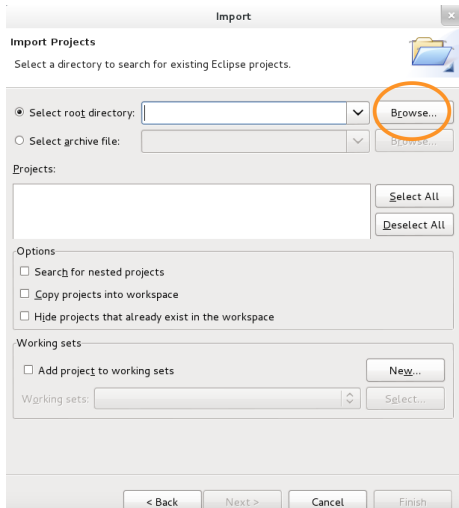 Import
Import Projects
Select a directory to search for existing Eclipse projects.
Select root directory: Browse...
Select archive file: Browse...
Projects:
Select All
Deselect All
Options
Search for nested projects
Copy projects into workspace
Hide projects that already exist in the workspace
Working sets
Add project to working sets New...
Working sets: Select...
< Back Next > Cancel Finish